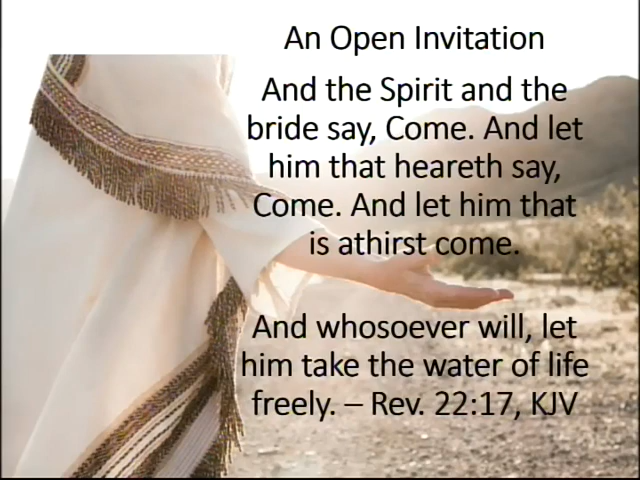 An Open Invitation
And the Spirit and the
bride say, Come. And let
him that heareth say,
Come. And let him that
is athirst come.
And whosoever will, let
him take the water of life
freely. – Rev. 22:17, KJV